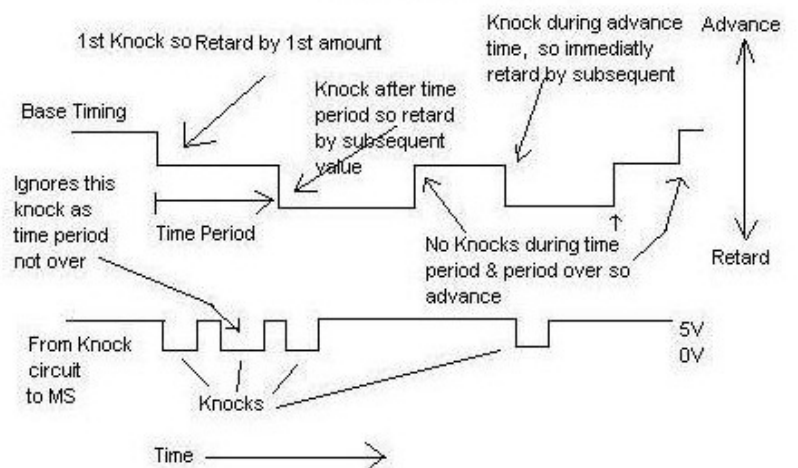 1st Knock so Retard by 1st amount
Knock during advance
time, so immediatly
retard by subsequent
Advance
Base Timing
Knock after time
period so retard
by subsequent
value
Ignores this
knock as
time period
not over
Time Period
No Knocks during time
period & period over so
advance
Retard
From Knock
circuit
to MS
5V
0V
Knocks
Time